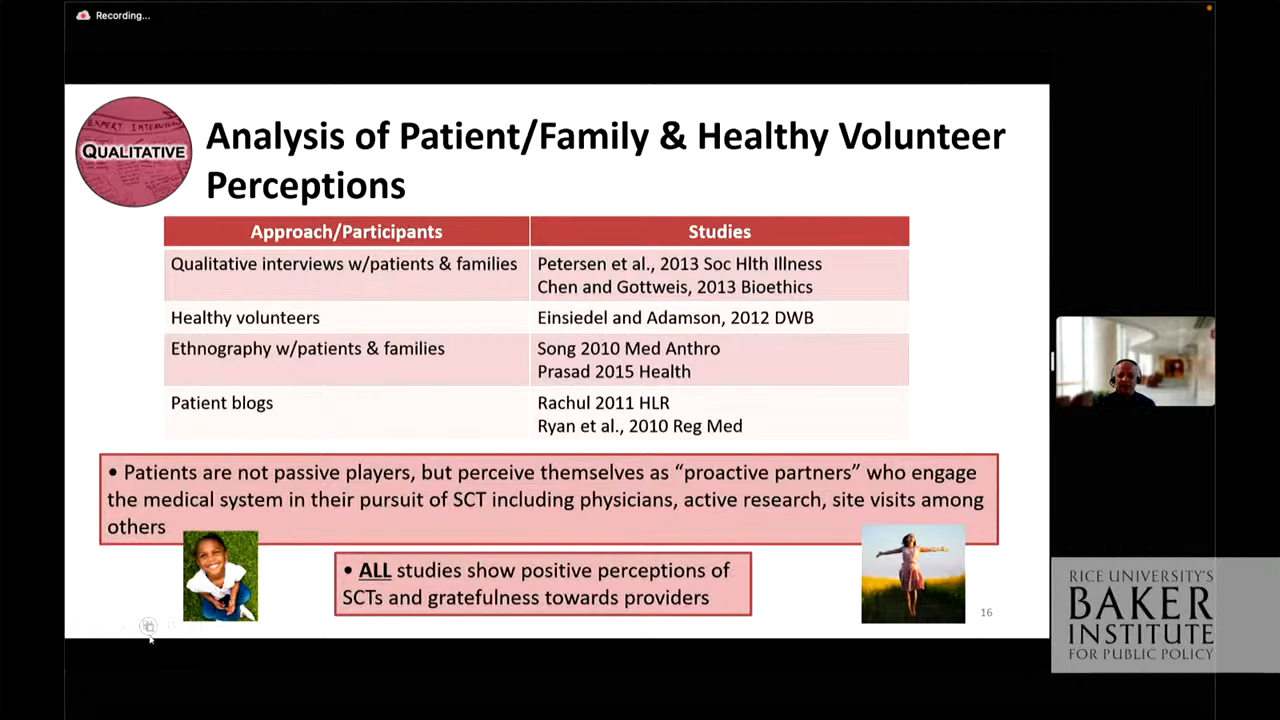 Recording...
EXPERT INTERVIEW
QUALITATIVE
Analysis of Patient/Family & Healthy Volunteer
Perceptions
Approach/Participants
Studies
Qualitative interviews w/patients & families
Petersen et al., 2013 Soc Hlth Illness
Chen and Gottweis, 2013 Bioethics
Healthy volunteers
Einsiedel and Adamson, 2012 DWB
Ethnography w/patients & families
Song 2010 Med Anthro
Prasad 2015 Health
Patient blogs
Rachul 2011 HLR
Ryan et al., 2010 Reg Med
• Patients are not passive players, but perceive themselves as “proactive partners” who engage
the medical system in their pursuit of SCT including physicians, active research, site visits among
others
• ALL studies show positive perceptions of
SCTs and gratefulness towards providers
16
RICE UNIVERSITY'S
BAKER
INSTITUTE
FOR PUBLIC POLICY